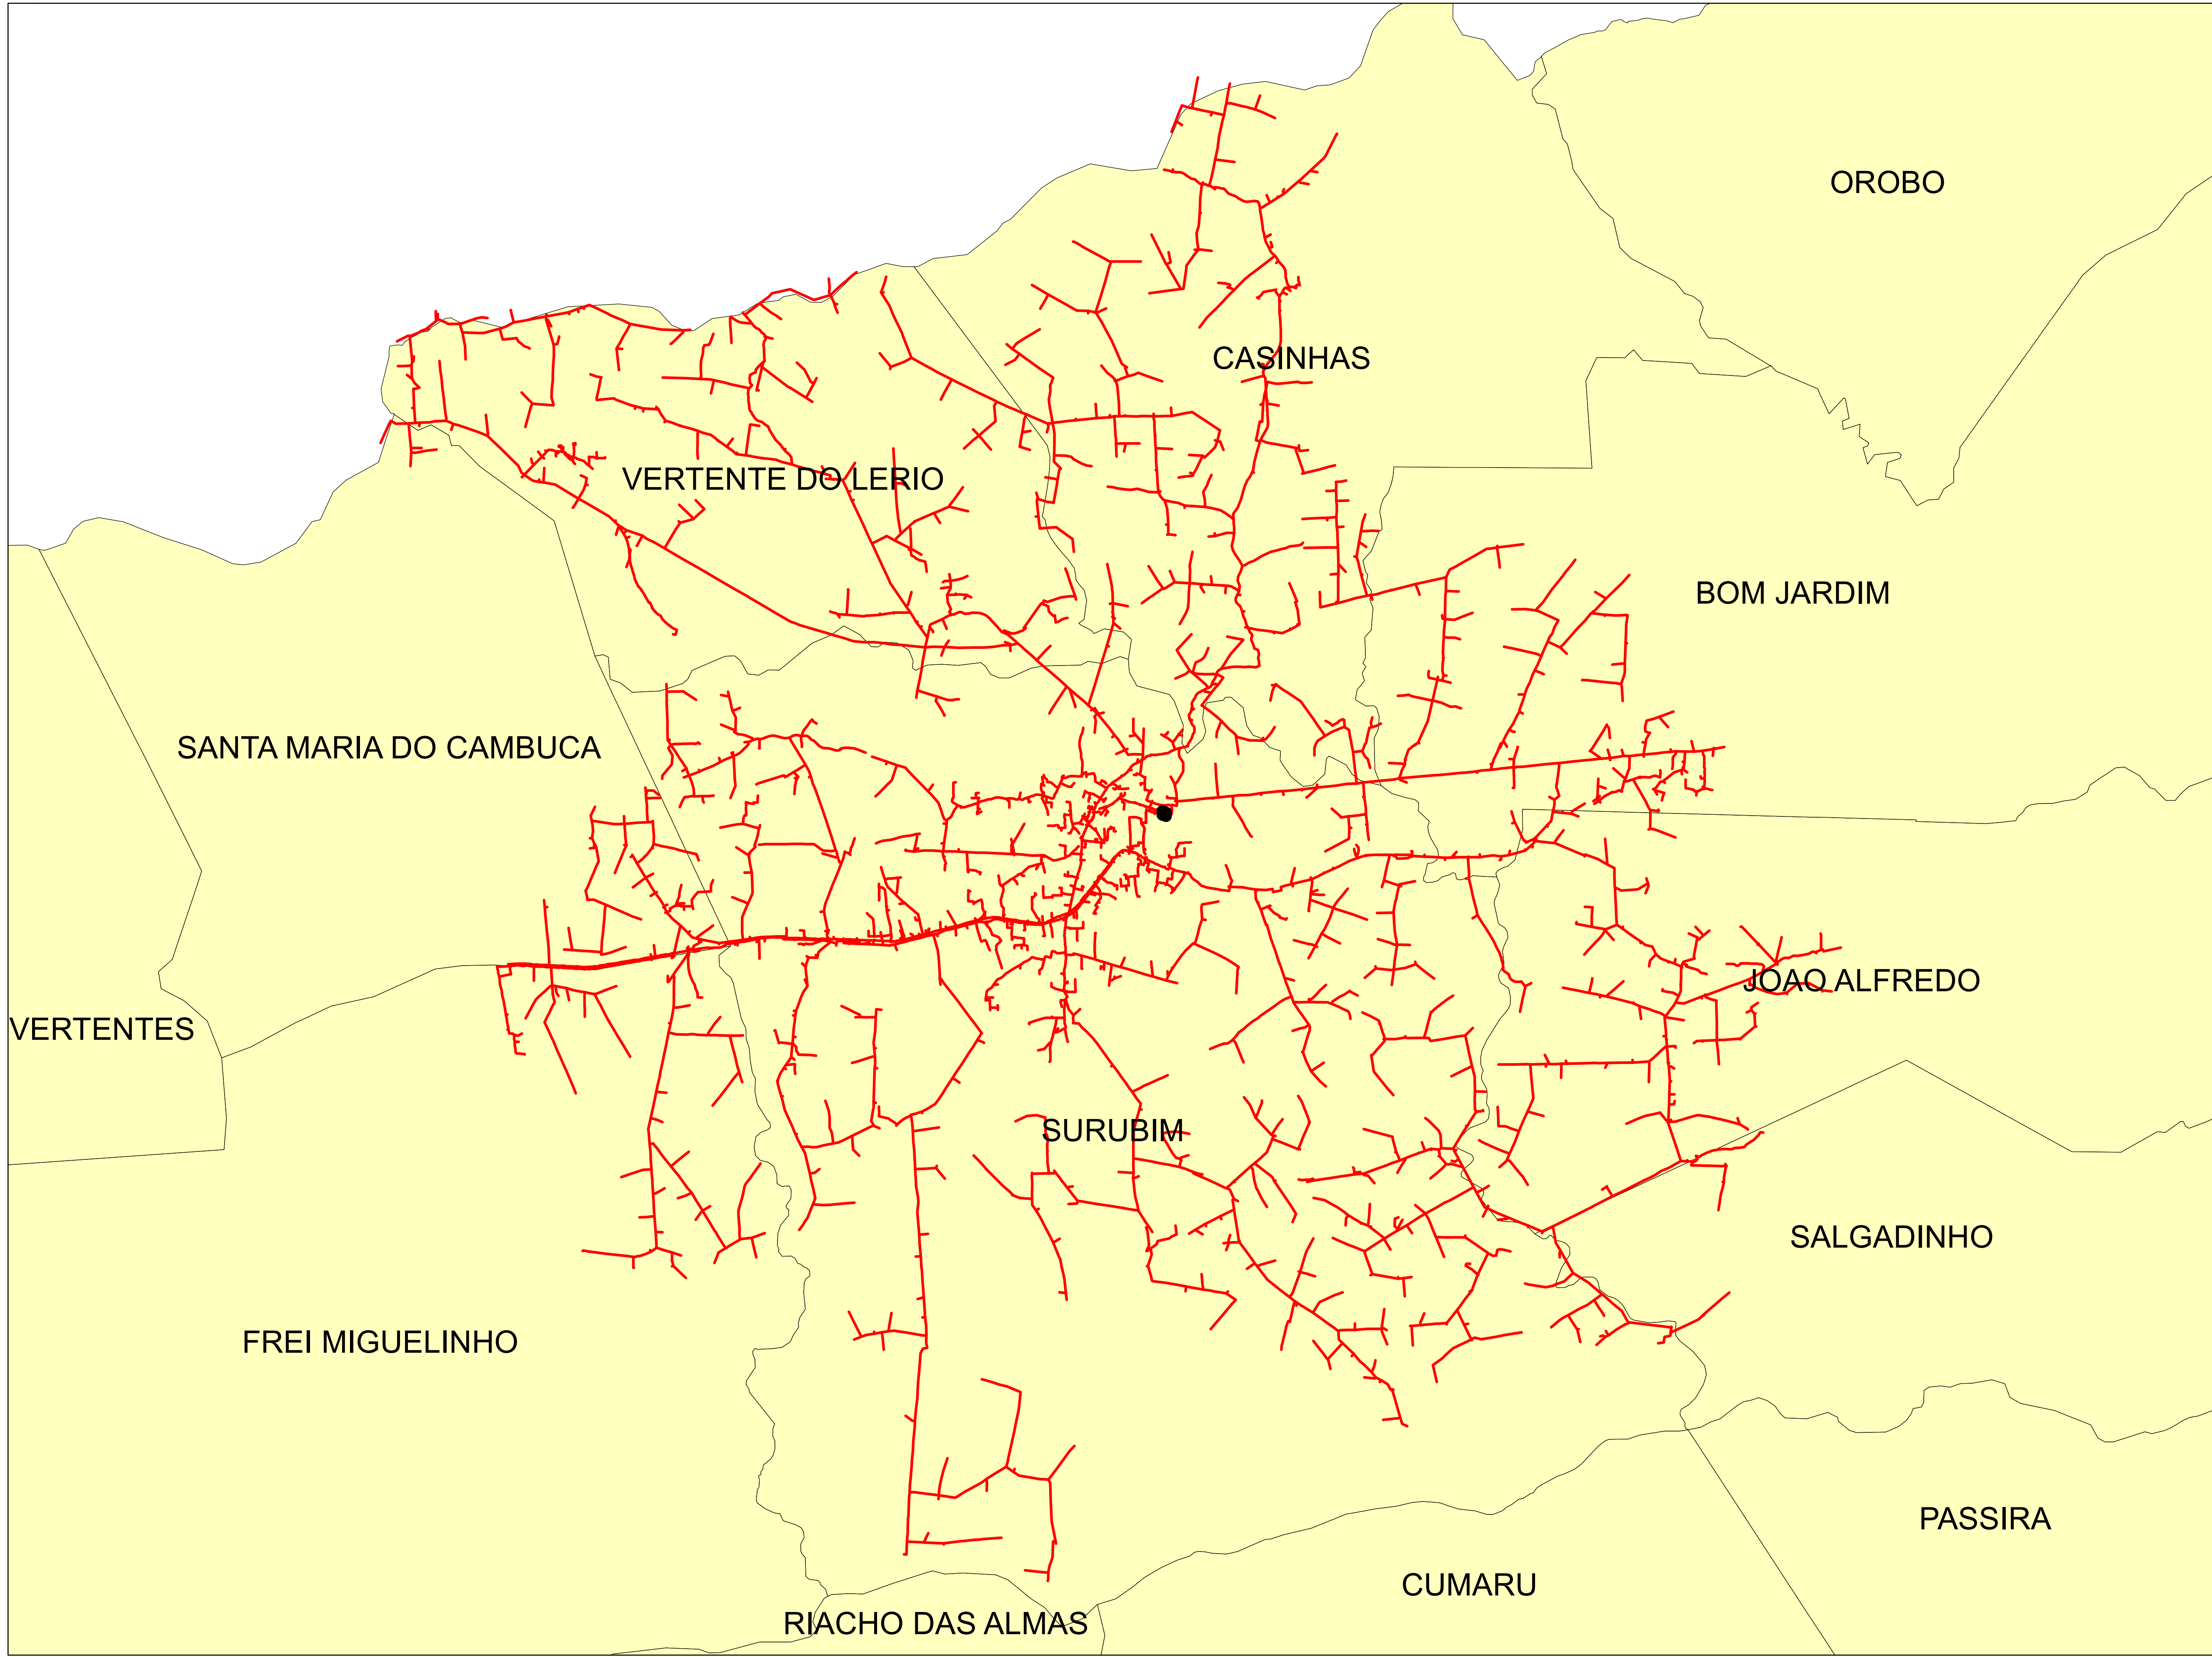 OROBO
CASINHAS
VERTENTE DO LERIO
BOM JARDIM
SANTA MARIA DO CAMBUCA
JOAO ALFREDO
VERTENTES
SURUBIM
SALGADINHO
FREI MIGUELINHO
PASSIRA
CUMARU
RIACHO DAS ALMAS